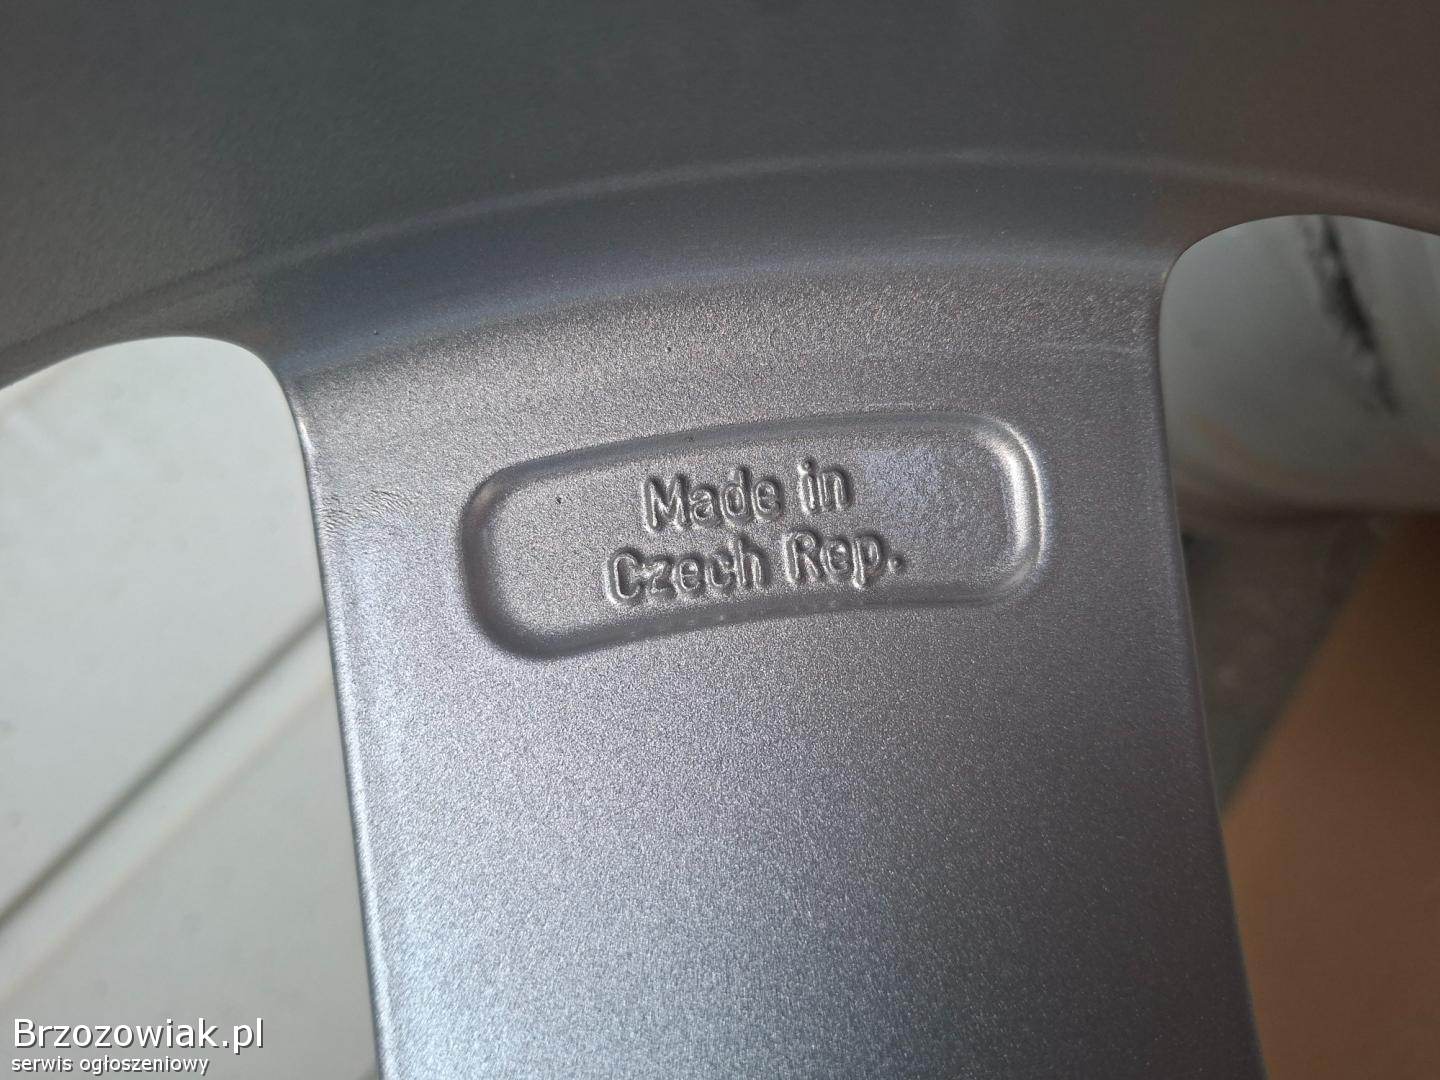 Made in
Czech Rep.
Brzozowiak.pl
serwis ogłoszeniowy